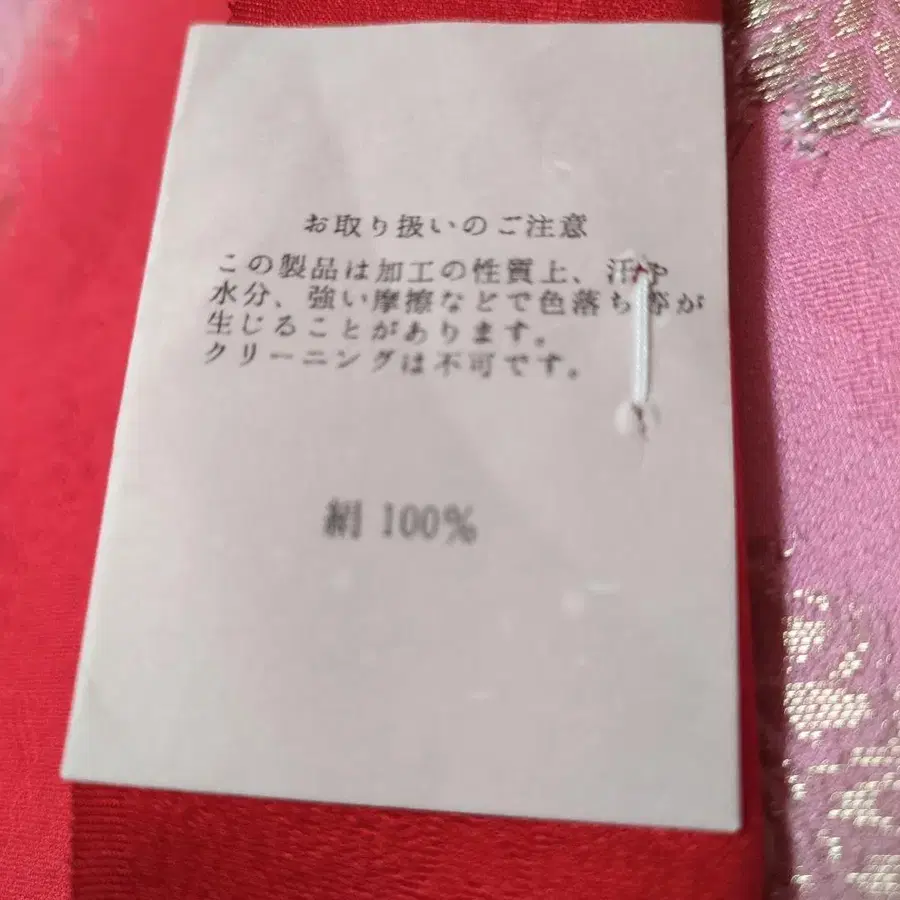 お取り扱いのご注意
この製品は加工の性質上、汗や
水分、強い摩擦などで色落ち等が
生じることがあります。
クリーニングは不可です。
絹 100%